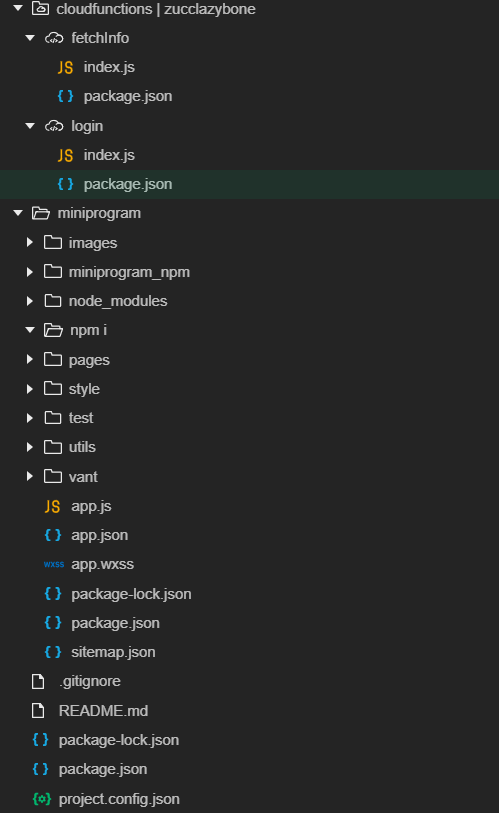 cloudfunctions | zucclazybone
fetchInfo
JS index.js
{ } package.json
login
JS index.js
{ } package.json
miniprogram
images
miniprogram_npm
node_modules
npm i
pages
style
test
utils
vant
JS app.js
{ } app.json
wxss app.wxss
{ } package-lock.json
{ } package.json
{ } sitemap.json
.gitignore
README.md
{ } package-lock.json
{ } package.json
{ } project.config.json